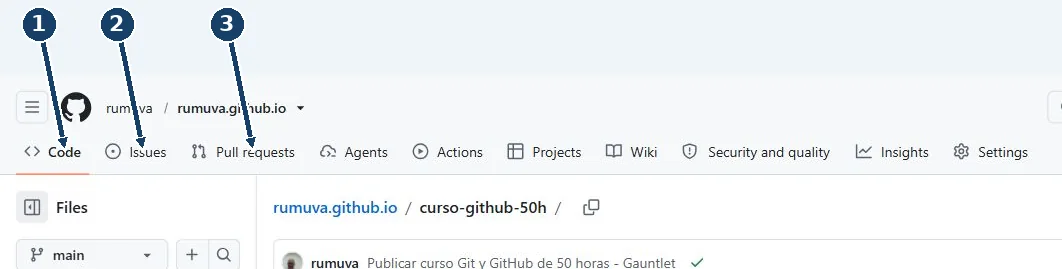 1 2 3
rumuva / rumuva.github.io
Code Issues Pull requests Agents Actions Projects Wiki Security and quality Insights Settings
Files
rumuva.github.io / curso-github-50h /
main
rumuva Publicar curso Git y GitHub de 50 horas - Gauntlet